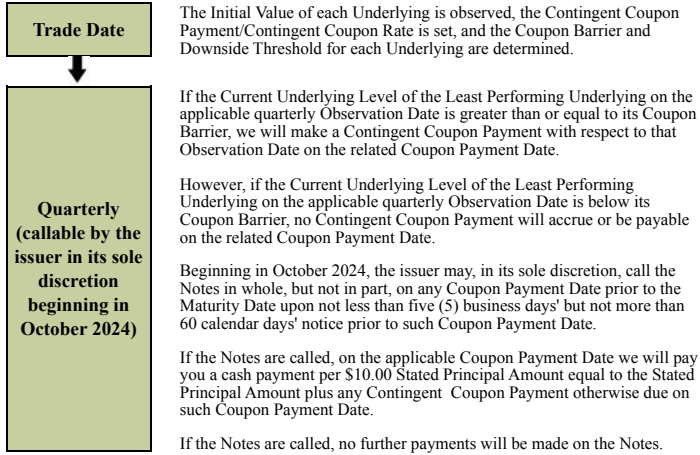 Trade Date
The Initial Value of each Underlying is observed, the Contingent Coupon
Payment/Contingent Coupon Rate is set, and the Coupon Barrier and
Downside Threshold for each Underlying are determined.
Quarterly
(callable by the
issuer in its sole
discretion
beginning in
October 2024)
If the Current Underlying Level of the Least Performing Underlying on the
applicable quarterly Observation Date is greater than or equal to its Coupon
Barrier, we will make a Contingent Coupon Payment with respect to that
Observation Date on the related Coupon Payment Date.
However, if the Current Underlying Level of the Least Performing
Underlying on the applicable quarterly Observation Date is below its
Coupon Barrier, no Contingent Coupon Payment will accrue or be payable
on the related Coupon Payment Date.
Beginning in October 2024, the issuer may, in its sole discretion, call the
Notes in whole, but not in part, on any Coupon Payment Date prior to the
Maturity Date upon not less than five (5) business days' but not more than
60 calendar days' notice prior to such Coupon Payment Date.
If the Notes are called, on the applicable Coupon Payment Date we will pay
you a cash payment per $10.00 Stated Principal Amount equal to the Stated
Principal Amount plus any Contingent Coupon Payment otherwise due on
such Coupon Payment Date.
If the Notes are called, no further payments will be made on the Notes.